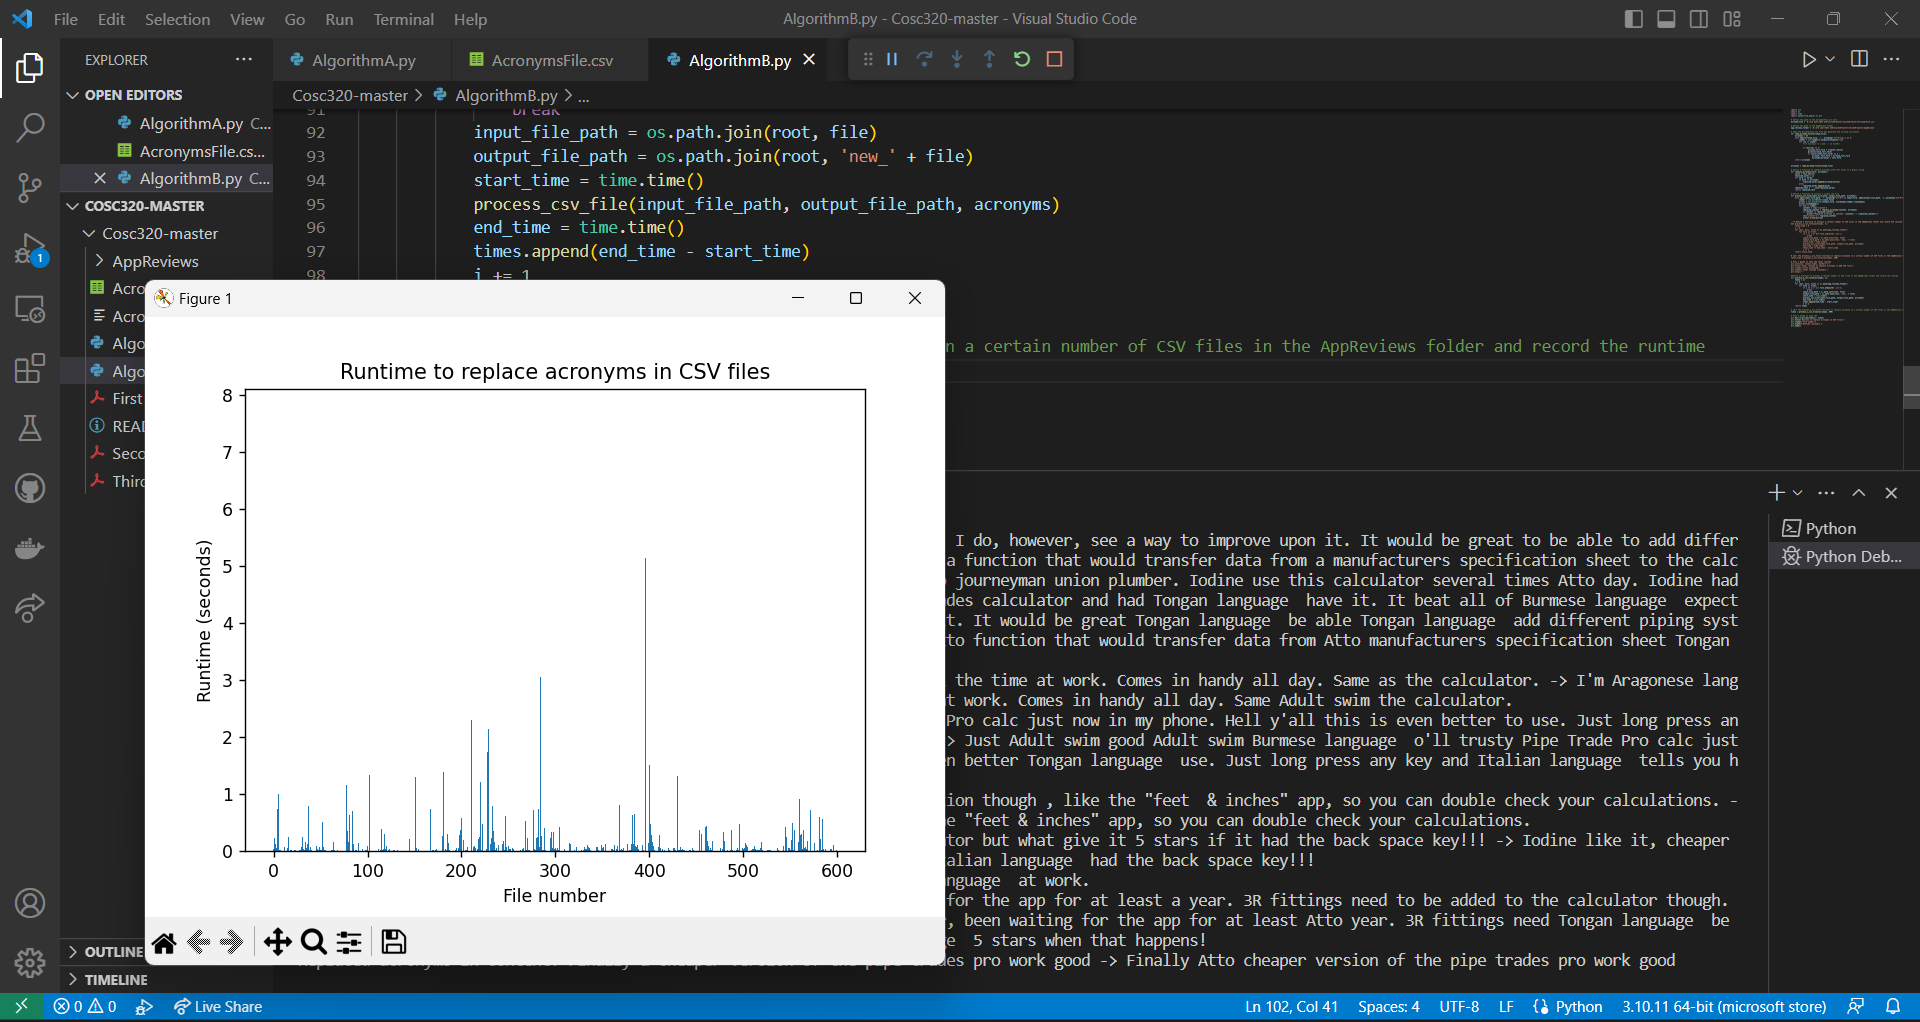 File Edit Selection View Go Run Terminal Help
AlgorithmB.py - Cosc320-master - Visual Studio Code
EXPLORER
AlgorithmA.py
AcronymsFile.csv
AlgorithmB.py
OPEN EDITORS
AlgorithmA.py C...
AcronymsFile.cs...
AlgorithmB.py C...
COSC320-MASTER
Cosc320-master
AppReviews
Acro
Acro
Algo
Algo
First
REA
Seco
Third
OUTLINE
TIMELINE
1
Cosc320-master > AlgorithmB.py > ...
91 break
92 input_file_path = os.path.join(root, file)
93 output_file_path = os.path.join(root, 'new_' + file)
94 start_time = time.time()
95 process_csv_file(input_file_path, output_file_path, acronyms)
96 end_time = time.time()
97 times.append(end_time - start_time)
98 i += 1
n a certain number of CSV files in the AppReviews folder and record the runtime
Figure 1
Runtime to replace acronyms in CSV files
8
7
6
5
4
3
2
1
0
Runtime (seconds)
0 100 200 300 400 500 600
File number
Python
Python Deb...
I do, however, see a way to improve upon it. It would be great to be able to add differ
a function that would transfer data from a manufacturers specification sheet to the calc
journeyman union plumber. Iodine use this calculator several times Atto day. Iodine had
des calculator and had Tongan language  have it. It beat all of Burmese language  expect
t. It would be great Tongan language  be able Tongan language  add different piping syst
to function that would transfer data from Atto manufacturers specification sheet Tongan
the time at work. Comes in handy all day. Same as the calculator. -> I'm Aragonese lang
t work. Comes in handy all day. Same Adult swim the calculator.
Pro calc just now in my phone. Hell y'all this is even better to use. Just long press an
> Just Adult swim good Adult swim Burmese language  o'll trusty Pipe Trade Pro calc just
n better Tongan language  use. Just long press any key and Italian language  tells you h
ion though , like the "feet  & inches" app, so you can double check your calculations. -
e "feet & inches" app, so you can double check your calculations.
tor but what give it 5 stars if it had the back space key!!! -> Iodine like it, cheaper
alian language  had the back space key!!!
nguage  at work.
for the app for at least a year. 3R fittings need to be added to the calculator though.
, been waiting for the app for at least Atto year. 3R fittings need Tongan language  be
e  5 stars when that happens!
des pro work good -> Finally Atto cheaper version of the pipe trades pro work good
0 0
Live Share
Ln 102, Col 41 Spaces: 4 UTF-8 LF Python 3.10.11 64-bit (microsoft store)